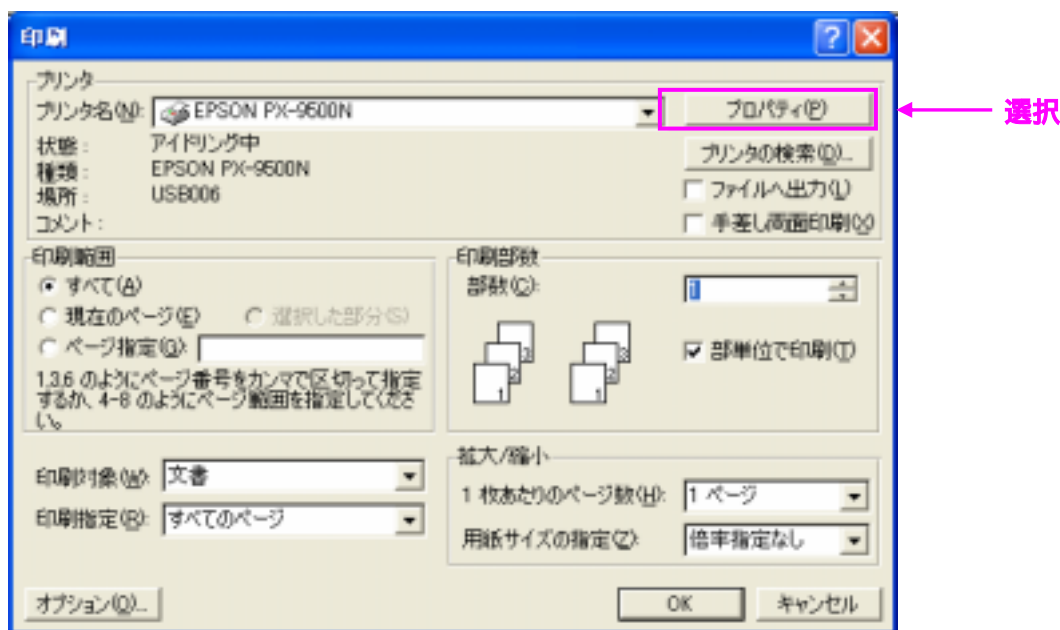 印刷
プリンタ
プリンタ名(N): EPSON PX-9500N
プロパティ(P)
選択
状態: アイドリング中
種類: EPSON PX-9500N
場所: USB006
コメント:
プリンタの検索(D)...
ファイルへ出力(L)
手差し両面印刷(X)
印刷範囲
すべて(A)
現在のページ(E) 選択した部分(S)
ページ指定(G):
1,3,6 のようにページ番号をカンマで区切って指定
するか、4-8 のようにページ範囲を指定してくださ
い。
印刷部数
部数(C): 1
3 3
2 2
1 1
部単位で印刷(T)
印刷対象(W): 文書
印刷指定(R): すべてのページ
拡大/縮小
1 枚あたりのページ数(H): 1 ページ
用紙サイズの指定(Z): 倍率指定なし
オプション(O)...
OK
キャンセル